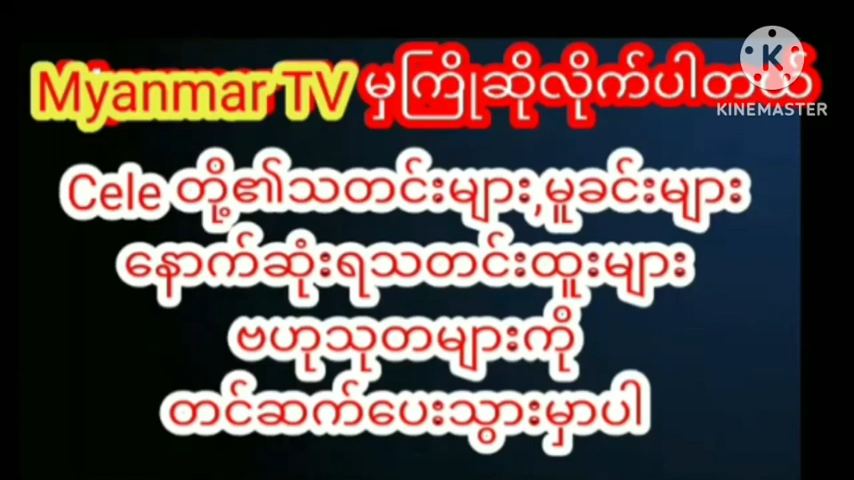 Myanmar TV မှကြိုဆိုလိုက်ပါတယ်
KINEMASTER
Cele တို့၏သတင်းများ,မူခင်းများ
နောက်ဆုံးရသတင်းထူးများ
ဗဟုသုတများကို
တင်ဆက်ပေးသွားမှာပါ